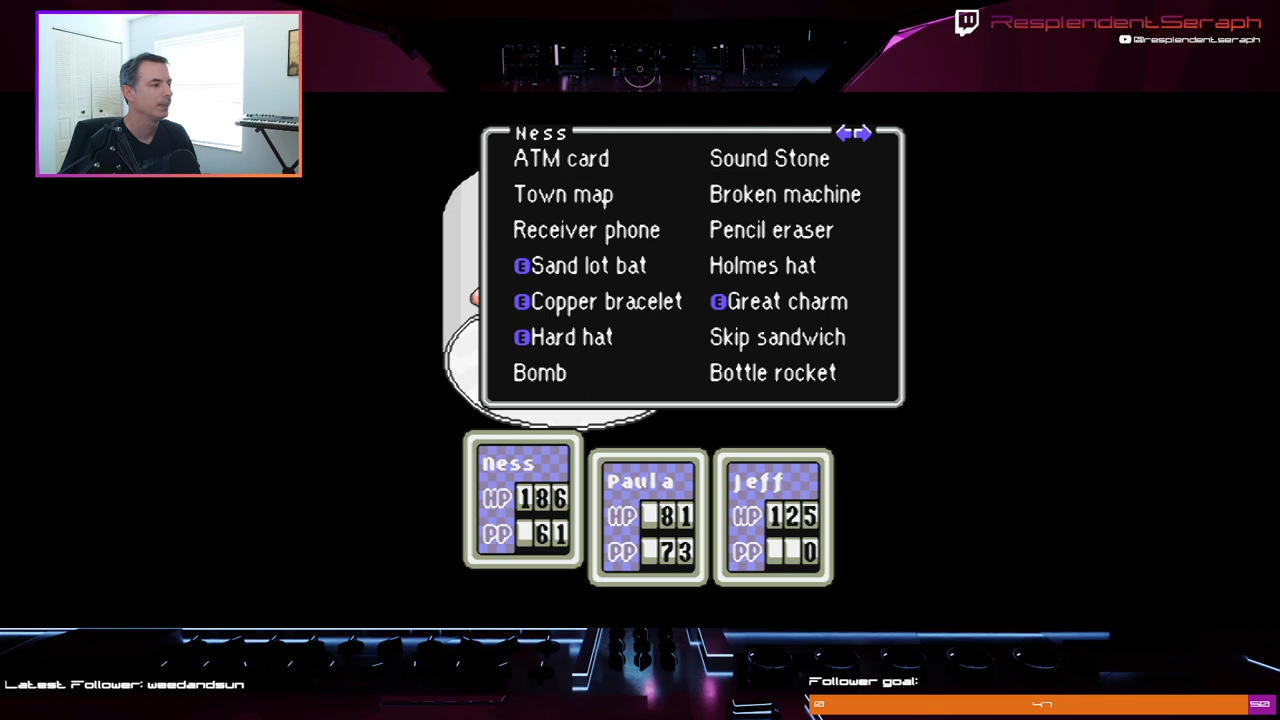 ResplendentSeraph
@resplendentseraph
Ness
ATM card Sound Stone
Town map Broken machine
Receiver phone Pencil eraser
E Sand lot bat Holmes hat
E Copper bracelet E Great charm
E Hard hat Skip sandwich
Bomb Bottle rocket
Ness
HP 186
PP 61
Paula
HP 81
PP 73
Jeff
HP 125
PP 0
Latest Follower: weedandsun
Follower goal:
0 47 50